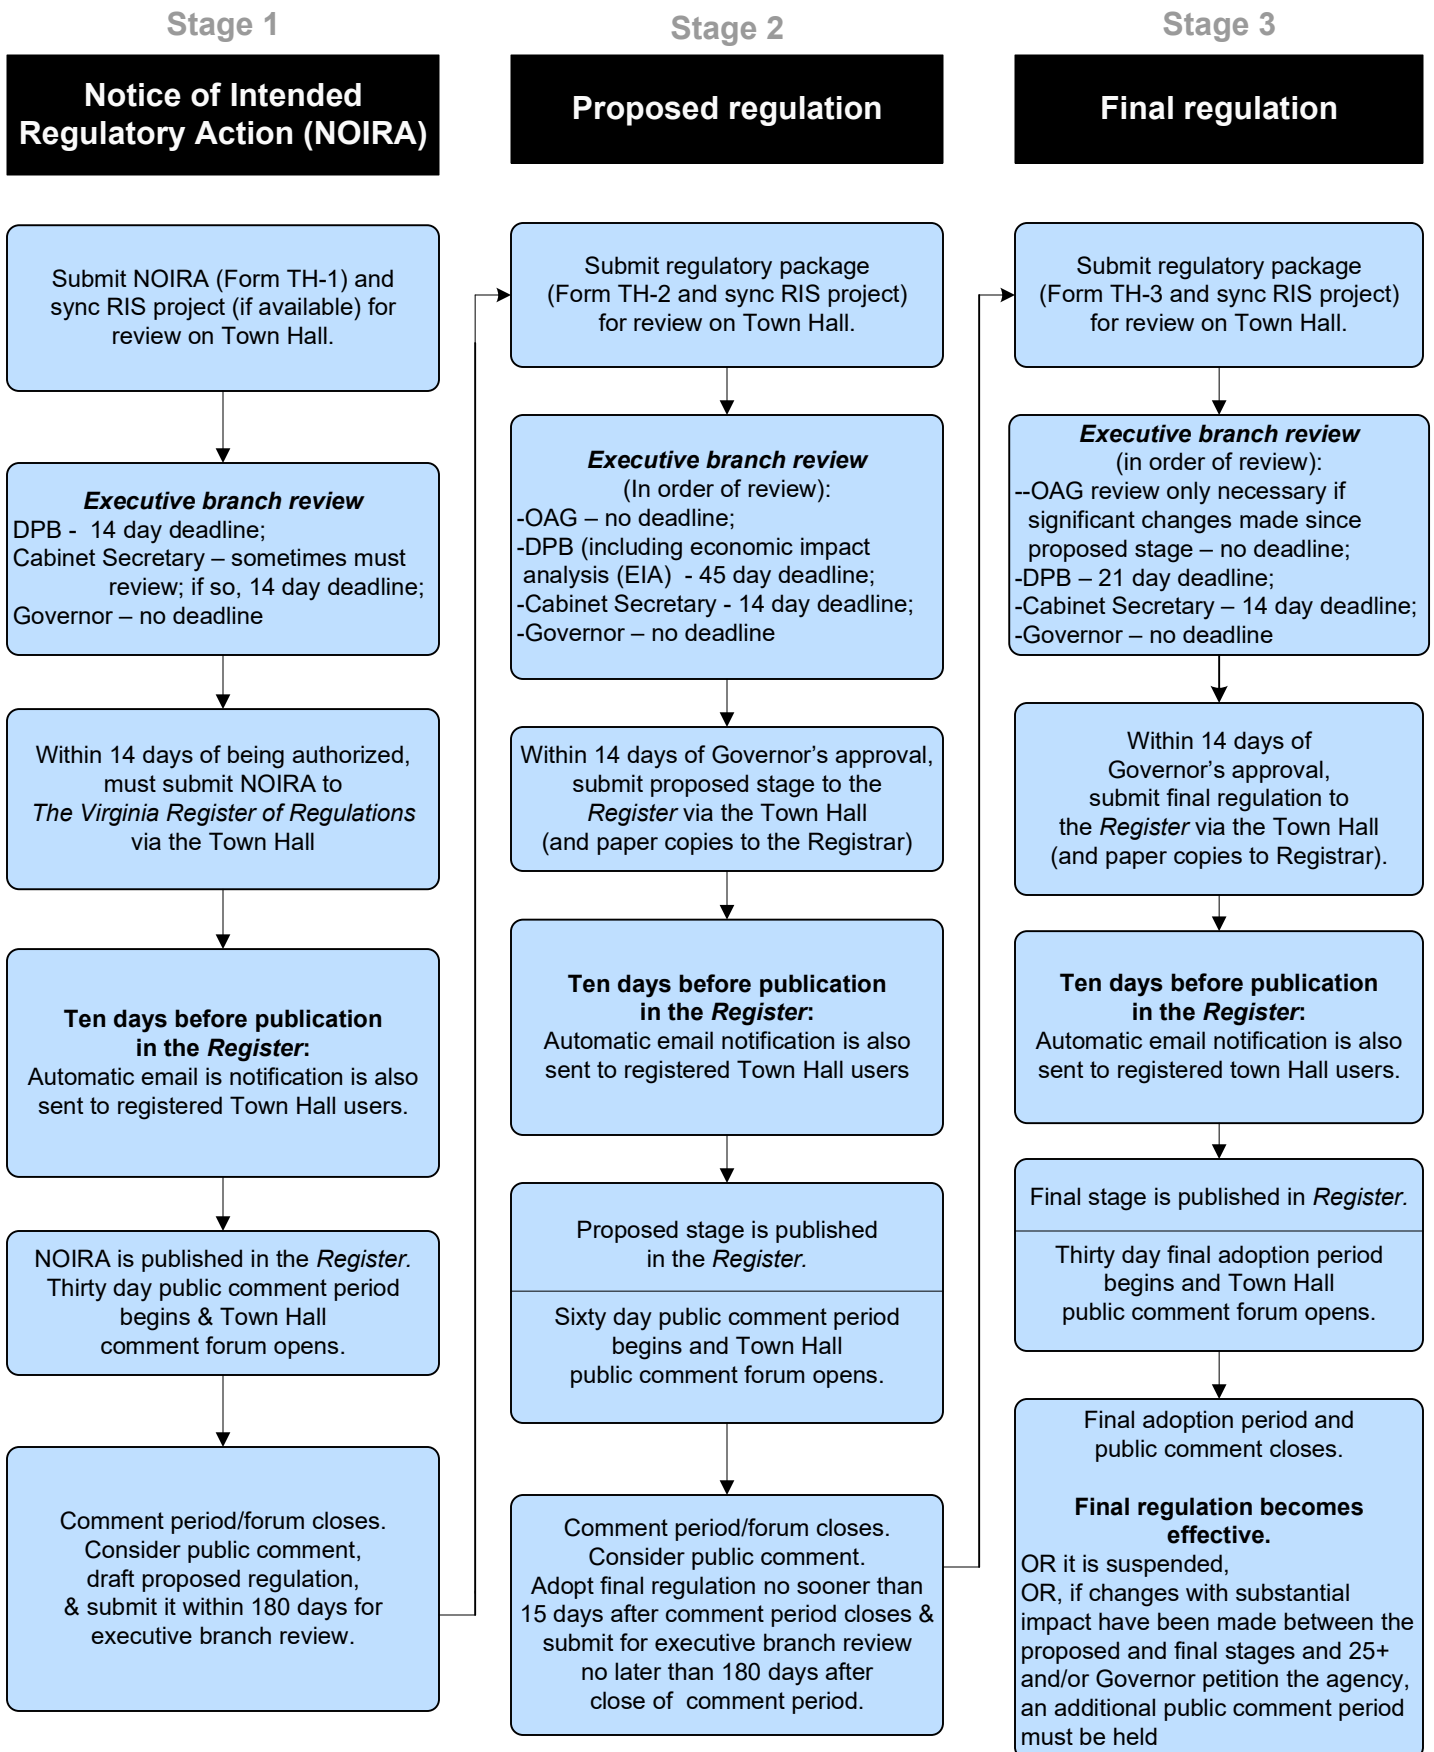 Stage 1
Notice of Intended
Regulatory Action (NOIRA)
Submit NOIRA (Form TH-1) and
sync RIS project (if available) for
review on Town Hall.
Executive branch review
DPB - 14 day deadline;
Cabinet Secretary – sometimes must
review; if so, 14 day deadline;
Governor – no deadline
Within 14 days of being authorized,
must submit NOIRA to
The Virginia Register of Regulations
via the Town Hall
Ten days before publication
in the Register:
Automatic email is notification is also
sent to registered Town Hall users.
NOIRA is published in the Register.
Thirty day public comment period
begins & Town Hall
comment forum opens.
Comment period/forum closes.
Consider public comment,
draft proposed regulation,
& submit it within 180 days for
executive branch review.
Stage 2
Proposed regulation
Submit regulatory package
(Form TH-2 and sync RIS project)
for review on Town Hall.
Executive branch review
(In order of review):
-OAG – no deadline;
-DPB (including economic impact
analysis (EIA) - 45 day deadline;
-Cabinet Secretary - 14 day deadline;
-Governor – no deadline
Within 14 days of Governor's approval,
submit proposed stage to the
Register via the Town Hall
(and paper copies to the Registrar)
Ten days before publication
in the Register:
Automatic email notification is also
sent to registered Town Hall users
Proposed stage is published
in the Register.
Sixty day public comment period
begins and Town Hall
public comment forum opens.
Comment period/forum closes.
Consider public comment.
Adopt final regulation no sooner than
15 days after comment period closes &
submit for executive branch review
no later than 180 days after
close of comment period.
Stage 3
Final regulation
Submit regulatory package
(Form TH-3 and sync RIS project)
for review on Town Hall.
Executive branch review
(in order of review):
--OAG review only necessary if
significant changes made since
proposed stage – no deadline;
-DPB – 21 day deadline;
-Cabinet Secretary – 14 day deadline;
-Governor – no deadline
Within 14 days of
Governor's approval,
submit final regulation to
the Register via the Town Hall
(and paper copies to Registrar).
Ten days before publication
in the Register:
Automatic email notification is also
sent to registered town Hall users.
Final stage is published in Register.
Thirty day final adoption period
begins and Town Hall
public comment forum opens.
Final adoption period and
public comment closes.
Final regulation becomes
effective.
OR it is suspended,
OR, if changes with substantial
impact have been made between the
proposed and final stages and 25+
and/or Governor petition the agency,
an additional public comment period
must be held